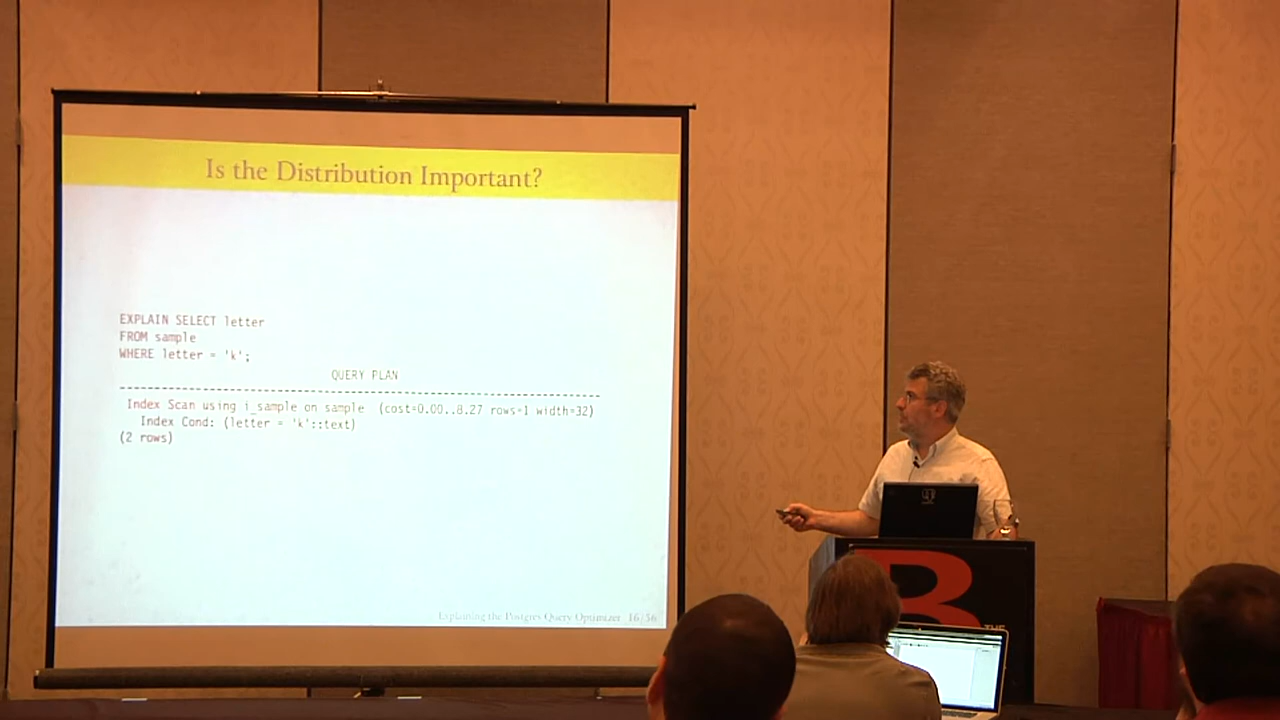 Is the Distribution Important?
EXPLAIN SELECT letter
FROM sample
WHERE letter = 'k';
QUERY PLAN
--------------------------------------------------------------------------------
Index Scan using i_sample on sample (cost=0.00..8.27 rows=1 width=32)
Index Cond: (letter = 'k'::text)
(2 rows)
Explaining the Postgres Query Optimizer 16/56
B
THE